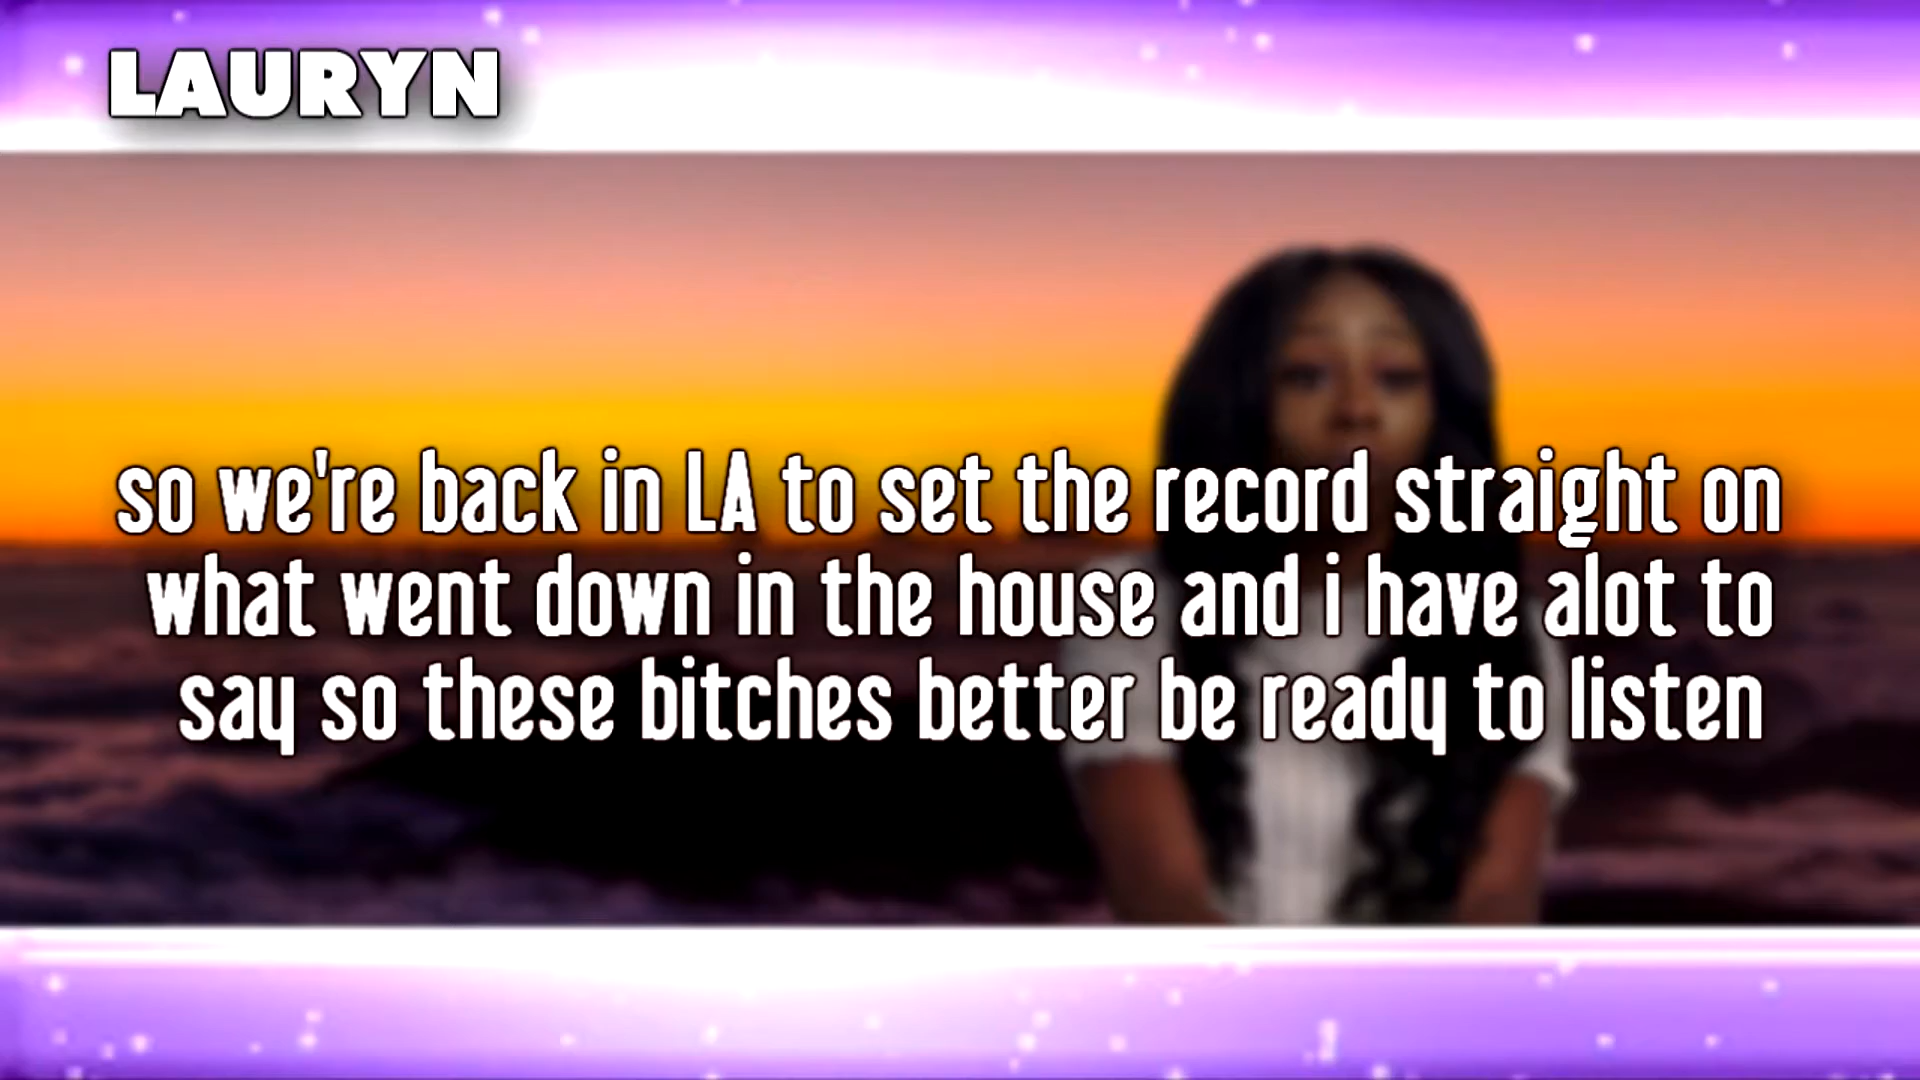 LAURYN
so we're back in LA to set the record straight on
what went down in the house and i have alot to
say so these bitches better be ready to listen